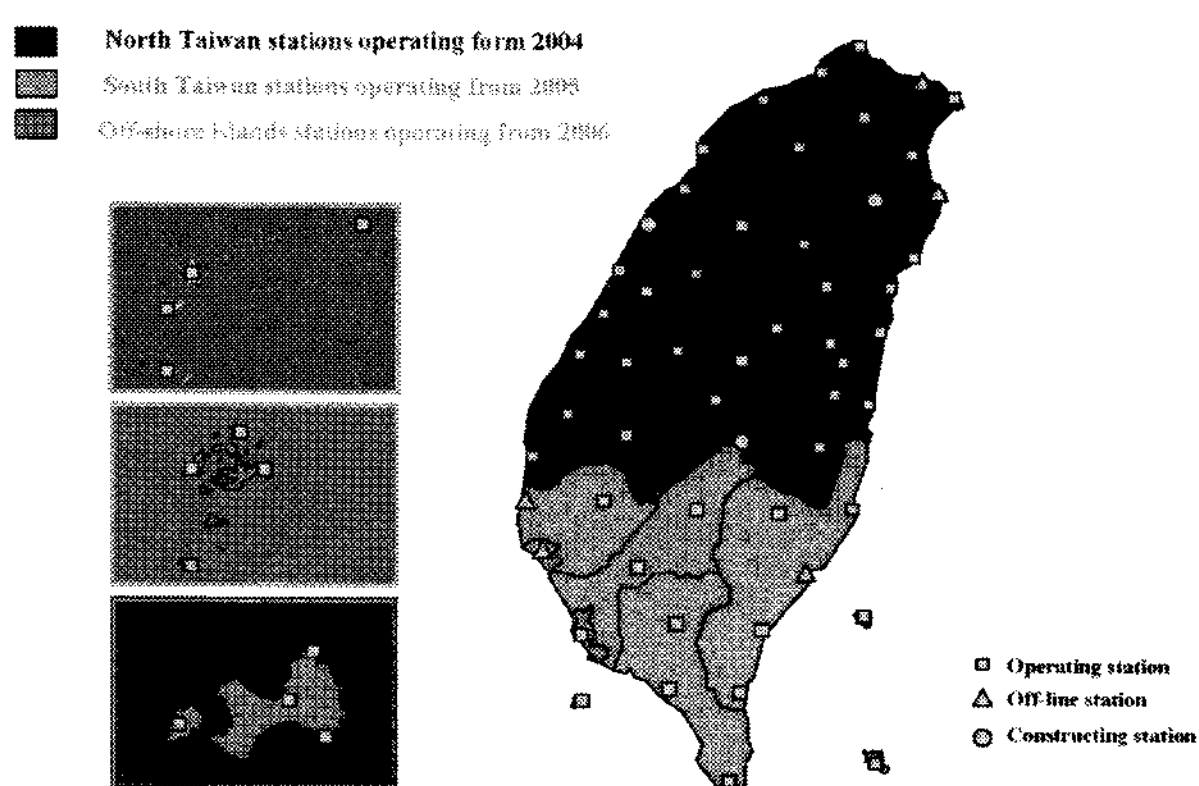 North Taiwan stations operating form 2004
South Taiwan stations operating from 2005
Off-shore islands stations operating from 2006
Operating station
Off-line station
Constructing station